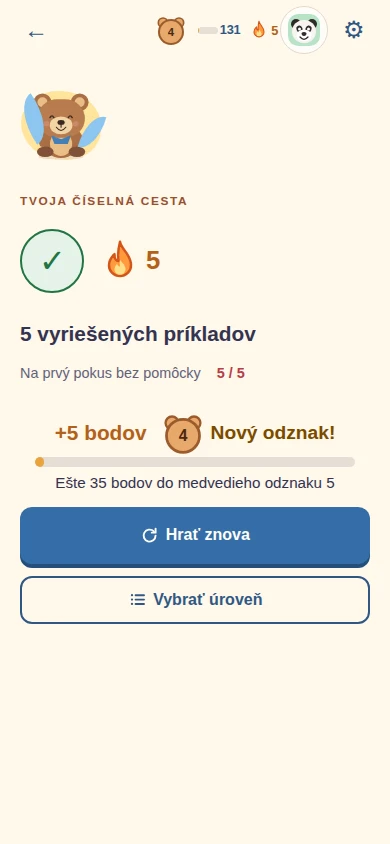 ←
4 131 5
TVOJA ČÍSELNÁ CESTA
✓ 5
5 vyriešených príkladov
Na prvý pokus bez pomôcky 5 / 5
+5 bodov 4 Nový odznak!
Ešte 35 bodov do medvedieho odznaku 5
Hrať znova
Vybrať úroveň